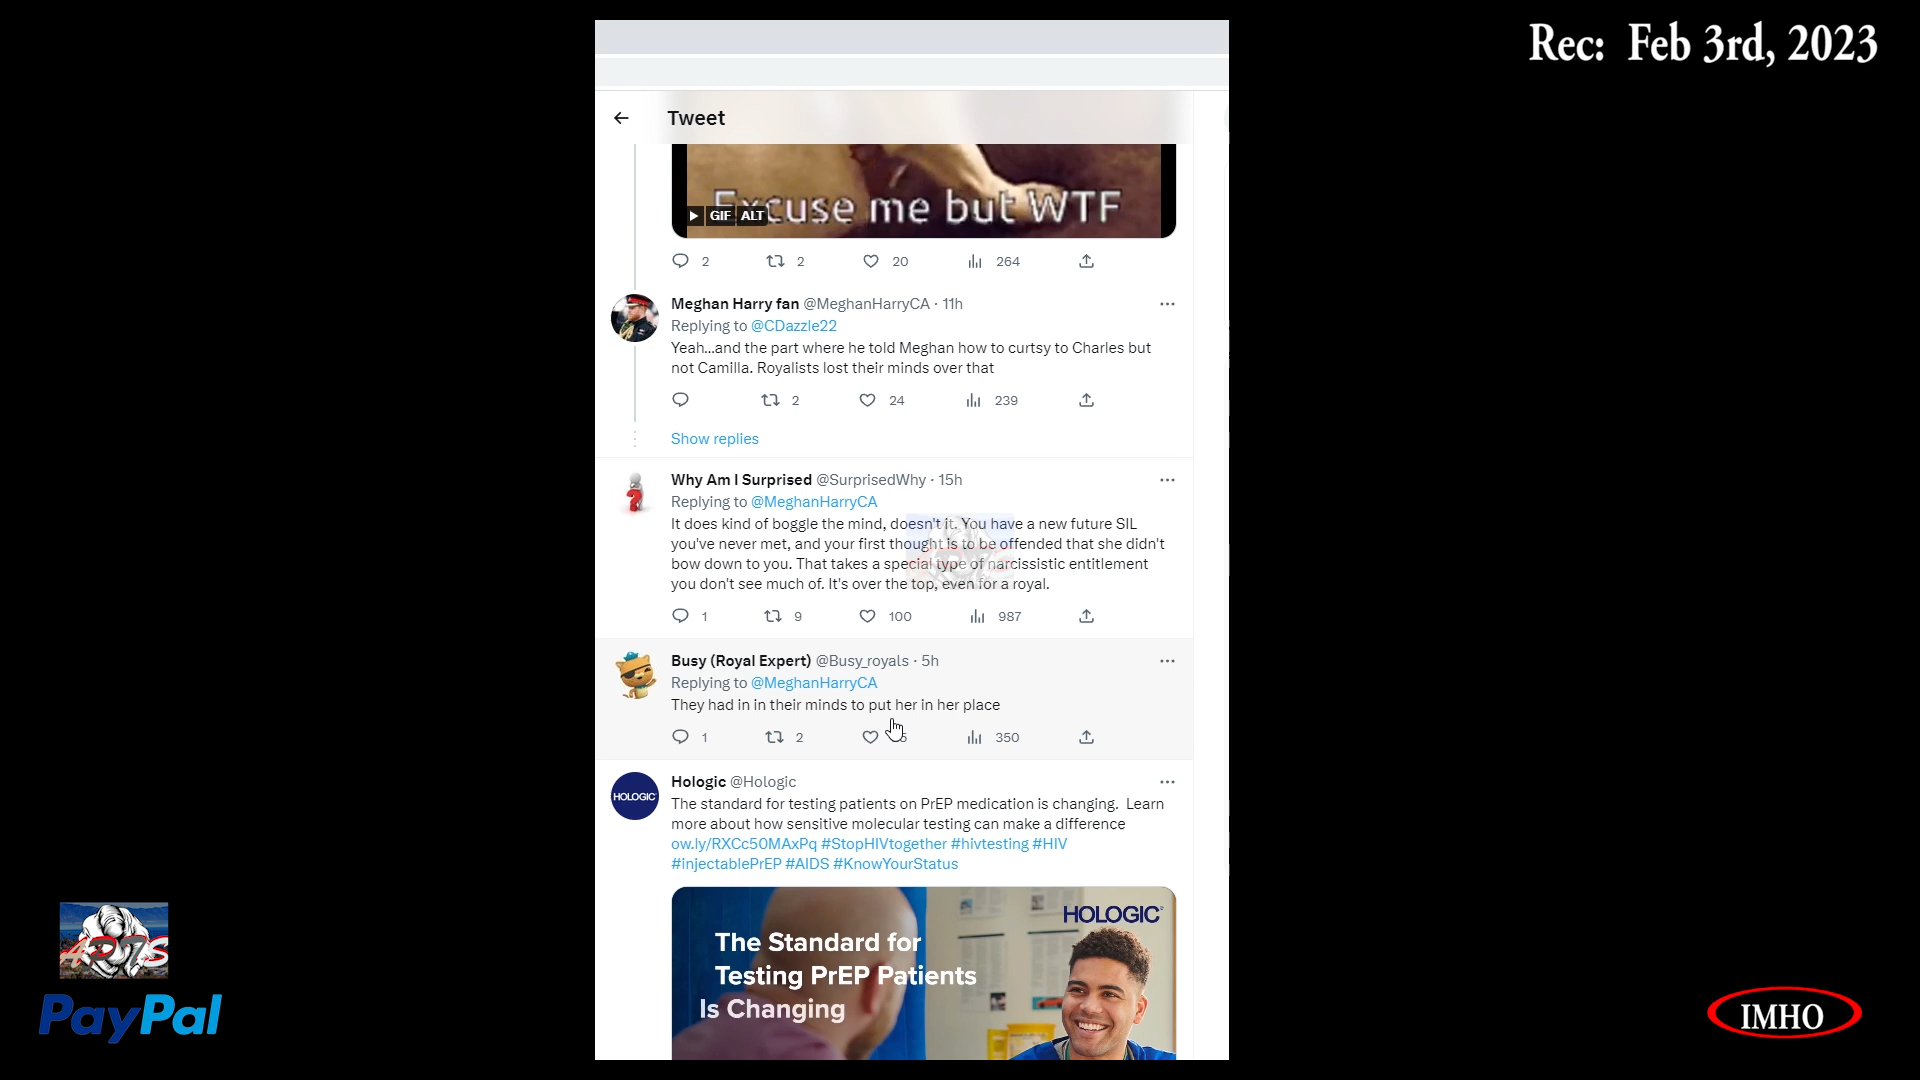 Rec: Feb 3rd, 2023
Tweet
Excuse me but WTF
GIF ALT
2 2 20 264
Meghan Harry fan @MeghanHarryCA · 11h
Replying to @CDazzle22
Yeah...and the part where he told Meghan how to curtsy to Charles but
not Camilla. Royalists lost their minds over that
2 24 239
Show replies
Why Am I Surprised @SurprisedWhy · 15h
Replying to @MeghanHarryCA
It does kind of boggle the mind, doesn't it. You have a new future SIL
you've never met, and your first thought is to be offended that she didn't
bow down to you. That takes a special type of narcissistic entitlement
you don't see much of. It's over the top, even for a royal.
1 9 100 987
Busy (Royal Expert) @Busy_royals · 5h
Replying to @MeghanHarryCA
They had in in their minds to put her in her place
1 2 350
HOLOGIC
Hologic @Hologic
The standard for testing patients on PrEP medication is changing. Learn
more about how sensitive molecular testing can make a difference
ow.ly/RXCc50MAxPq #StopHIVtogether #hivtesting #HIV
#injectablePrEP #AIDS #KnowYourStatus
HOLOGIC
The Standard for
Testing PrEP Patients
Is Changing
PayPal
IMHO